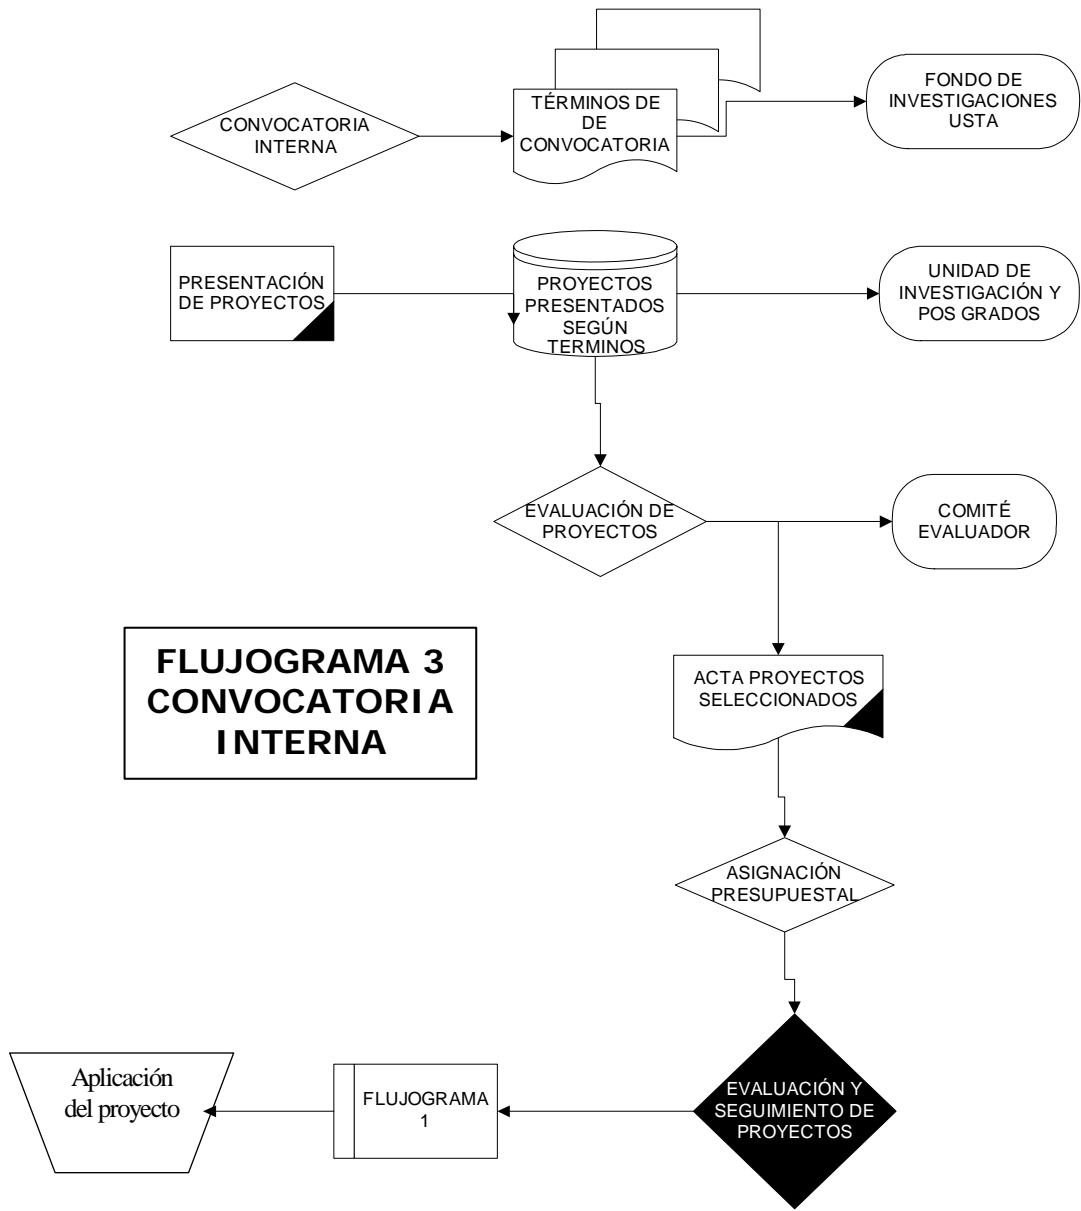 CONVOCATORIA
INTERNA
TÉRMINOS DE
DE
CONVOCATORIA
FONDO DE
INVESTIGACIONES
USTA
PRESENTACIÓN
DE PROYECTOS
PROYECTOS
PRESENTADOS
SEGÚN
TERMINOS
UNIDAD DE
INVESTIGACIÓN Y
POS GRADOS
EVALUACIÓN DE
PROYECTOS
COMITÉ
EVALUADOR
FLUJOGRAMA 3
CONVOCATORIA
INTERNA
ACTA PROYECTOS
SELECCIONADOS
ASIGNACIÓN
PRESUPUESTAL
EVALUACIÓN Y
SEGUIMIENTO DE
PROYECTOS
FLUJOGRAMA
1
Aplicación
del proyecto